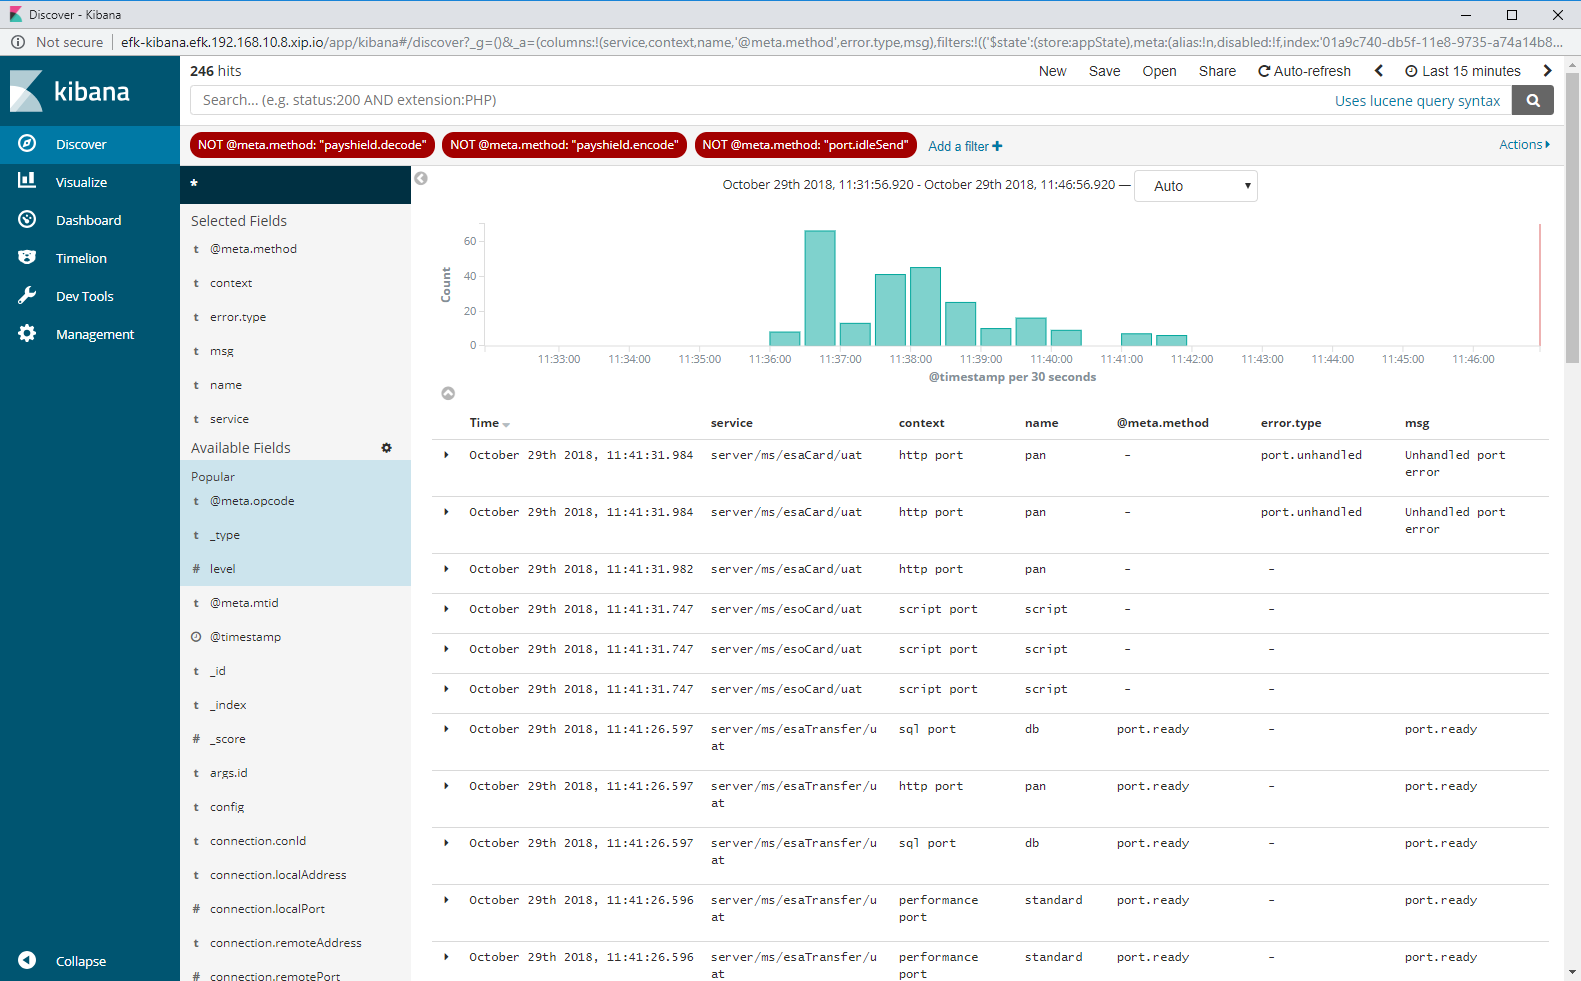 Discover - Kibana
Not secure | efk-kibana.efk.192.168.10.8.xip.io/app/kibana#/discover?_g=()&_a=(columns:!(service,context,name,'@meta.method',error.type,msg),filters:!(('$state':(store:appState),meta:(alias:!n,disabled:!f,index:'01a9c740-db5f-11e8-9735-a74a14b8...
kibana
Discover
Visualize
Dashboard
Timelion
Dev Tools
Management
Collapse
246 hits
New Save Open Share Auto-refresh Last 15 minutes
Search... (e.g. status:200 AND extension:PHP) Uses lucene query syntax
NOT @meta.method: "payshield.decode" NOT @meta.method: "payshield.encode" NOT @meta.method: "port.idleSend" Add a filter Actions
*
Selected Fields
t @meta.method
t context
t error.type
t msg
t name
t service
Available Fields
Popular
t @meta.opcode
t _type
# level
t @meta.mtid
@timestamp
t _id
t _index
# _score
t args.id
t config
t connection.conId
t connection.localAddress
# connection.localPort
t connection.remoteAddress
# connection.remotePort
October 29th 2018, 11:31:56.920 - October 29th 2018, 11:46:56.920 — Auto
Count
60
40
20
0
11:33:00 11:34:00 11:35:00 11:36:00 11:37:00 11:38:00 11:39:00 11:40:00 11:41:00 11:42:00 11:43:00 11:44:00 11:45:00 11:46:00
@timestamp per 30 seconds
Time service context name @meta.method error.type msg
October 29th 2018, 11:41:31.984 server/ms/esaCard/uat http port pan - port.unhandled Unhandled port
error
October 29th 2018, 11:41:31.984 server/ms/esaCard/uat http port pan - port.unhandled Unhandled port
error
October 29th 2018, 11:41:31.982 server/ms/esaCard/uat http port pan - -
October 29th 2018, 11:41:31.747 server/ms/esoCard/uat script port script - -
October 29th 2018, 11:41:31.747 server/ms/esoCard/uat script port script - -
October 29th 2018, 11:41:31.747 server/ms/esoCard/uat script port script - -
October 29th 2018, 11:41:26.597 server/ms/esaTransfer/u sql port db port.ready - port.ready
at
October 29th 2018, 11:41:26.597 server/ms/esaTransfer/u http port pan port.ready - port.ready
at
October 29th 2018, 11:41:26.597 server/ms/esaTransfer/u sql port db port.ready - port.ready
at
October 29th 2018, 11:41:26.596 server/ms/esaTransfer/u performance standard port.ready - port.ready
at port
October 29th 2018, 11:41:26.596 server/ms/esaTransfer/u performance standard port.ready - port.ready
at port